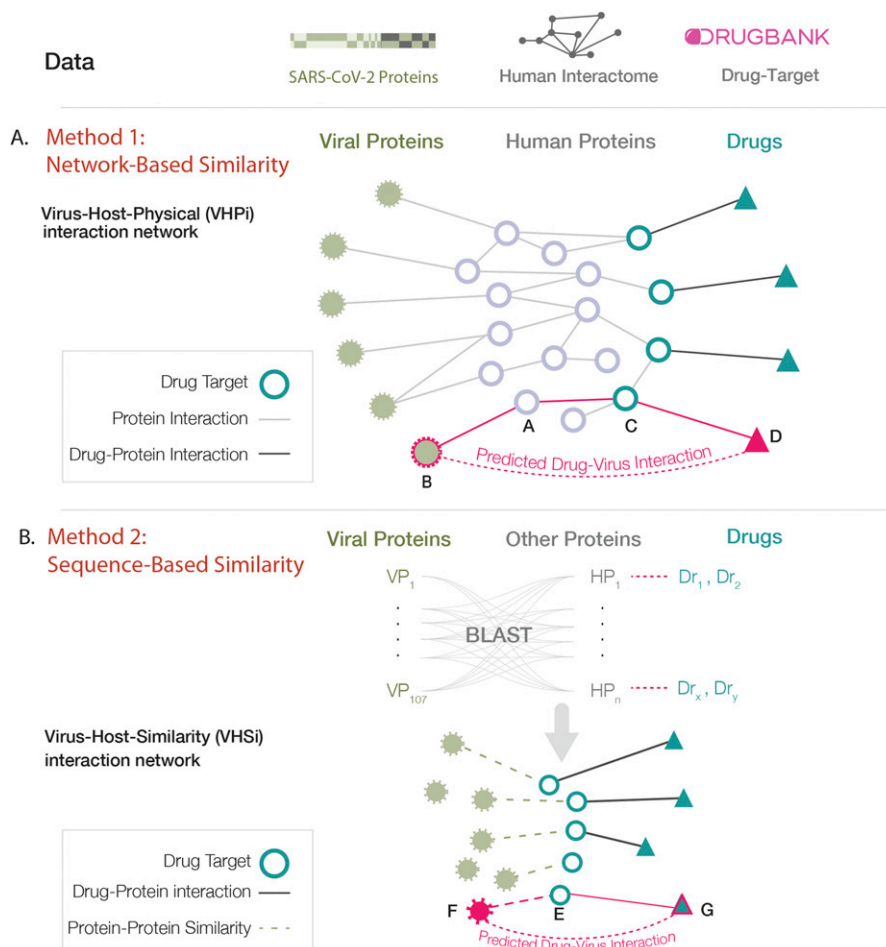 Data
SARS-CoV-2 Proteins
Human Interactome
DRUGBANK
Drug-Target
A. Method 1:
Network-Based Similarity
Viral Proteins
Human Proteins
Drugs
Virus-Host-Physical (VHPi)
interaction network
Drug Target
Protein Interaction
Drug-Protein Interaction
A
C
D
B
Predicted Drug-Virus Interaction
B. Method 2:
Sequence-Based Similarity
Viral Proteins
Other Proteins
Drugs
VP1
HP1
Dr1, Dr2
BLAST
VP107
HPn
Drx, Dry
Virus-Host-Similarity (VHSi)
interaction network
Drug Target
Drug-Protein interaction
Protein-Protein Similarity
F
E
G
Predicted Drug-Virus Interaction